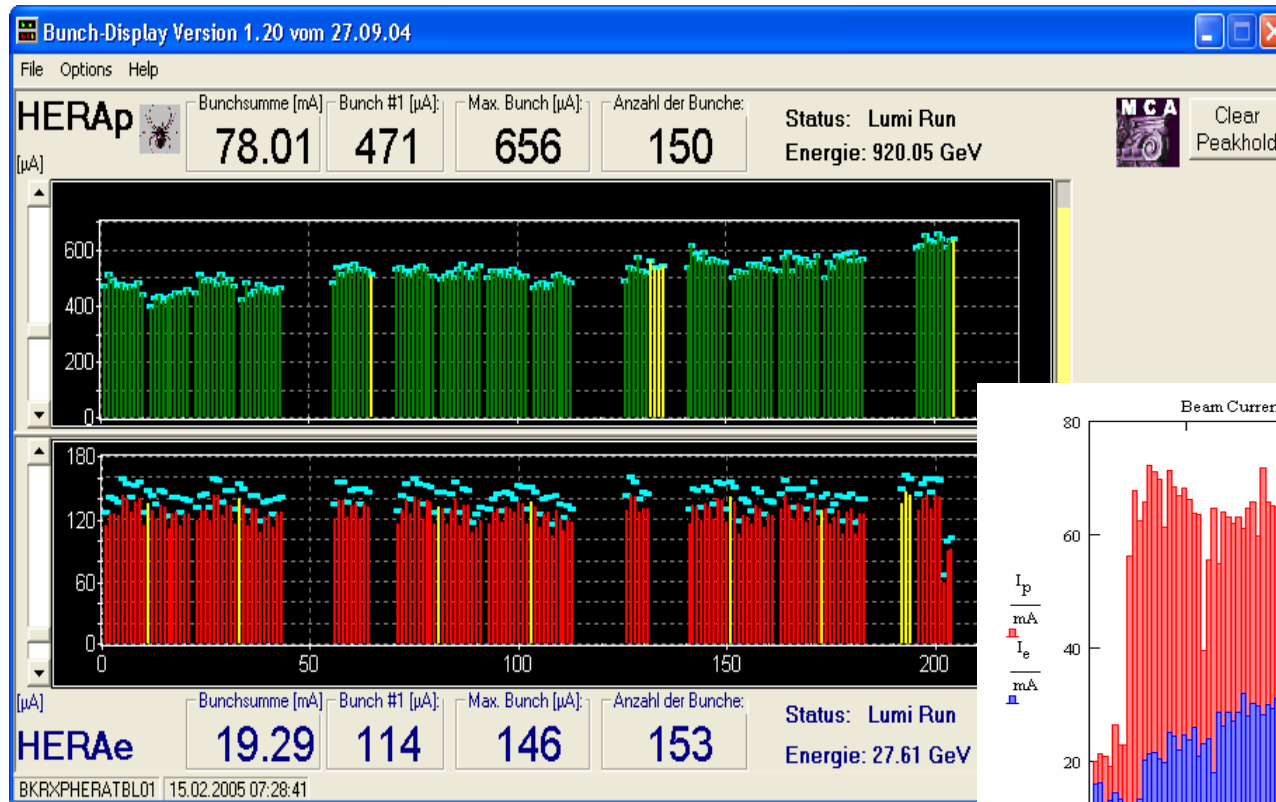 Bunch-Display Version 1.20 vom 27.09.04
File Options Help
HERAp
Bunchsumme [mA] Bunch #1 [µA]: Max. Bunch [µA]: Anzahl der Bunche:
78.01 471 656 150
Status: Lumi Run
Energie: 920.05 GeV
MCA
Clear
Peakhold
[µA]
600
400
200
0
180
120
60
0
0 50 100 150 200
[µA]
HERAe
Bunchsumme [mA] Bunch #1 [µA]: Max. Bunch [µA]: Anzahl der Bunche:
19.29 114 146 153
Status: Lumi Run
Energie: 27.61 GeV
BKRXPHERATBL01 15.02.2005 07:28:41
Beam Curren
80
60
40
20
I_p
mA
I_e
mA